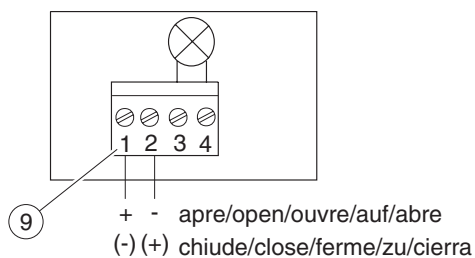 1 2 3 4
9
+ - apre/open/ouvre/auf/abre
(-) (+) chiude/close/ferme/zu/cierra